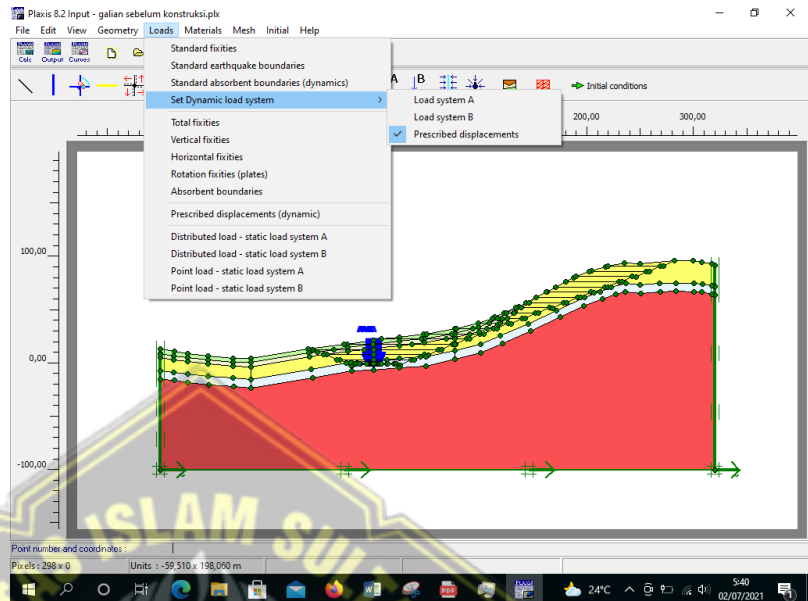 Plaxis 8.2 Input - galian sebelum konstruksi.plx
File Edit View Geometry Loads Materials Mesh Initial Help
Calc Output Curves
Standard fixities
Standard earthquake boundaries
Standard absorbent boundaries (dynamics)
Set Dynamic load system
Total fixities
Vertical fixities
Horizontal fixities
Rotation fixities (plates)
Absorbent boundaries
Prescribed displacements (dynamic)
Distributed load - static load system A
Distributed load - static load system B
Point load - static load system A
Point load - static load system B
Load system A
Load system B
Prescribed displacements
A B
Initial conditions
200,00 300,00
100,00
0,00
-100,00
Point number and coordinates :
Pixels : 298 x 0 Units : -59,510 x 198,060 m
ISLAM SUL
24°C
5:40
02/07/2021